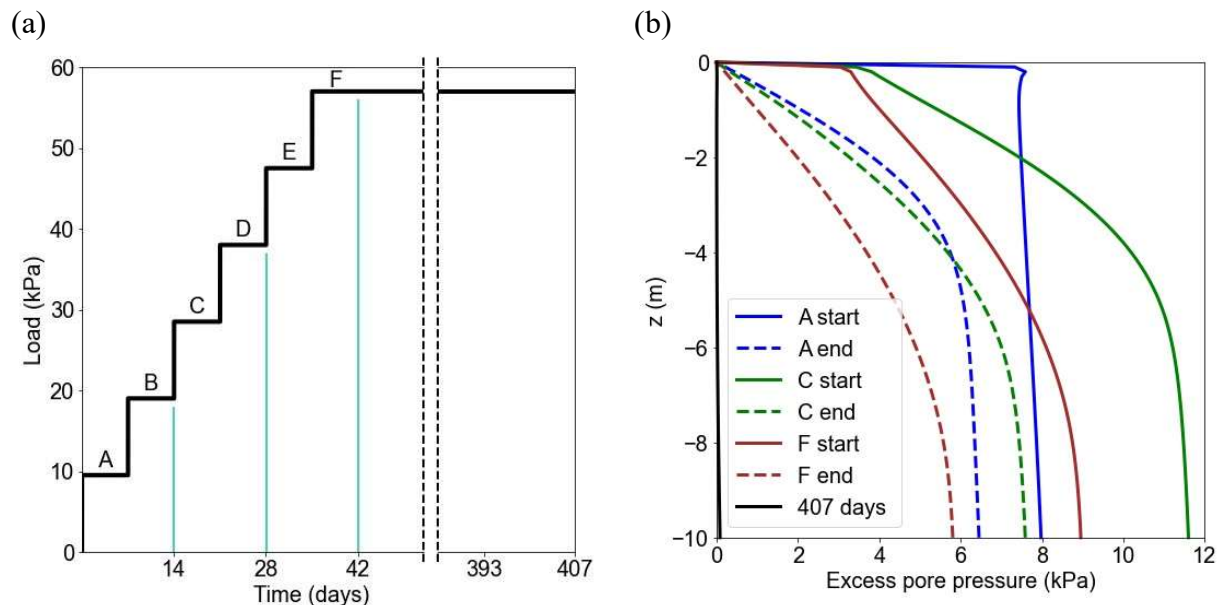 (a)
60
50
40
30
20
10
0
Load (kPa)
A
B
C
D
E
F
14
28
42
393
407
Time (days)
(b)
0
−2
−4
−6
−8
−10
z (m)
A start
A end
C start
C end
F start
F end
407 days
0
2
4
6
8
10
12
Excess pore pressure (kPa)